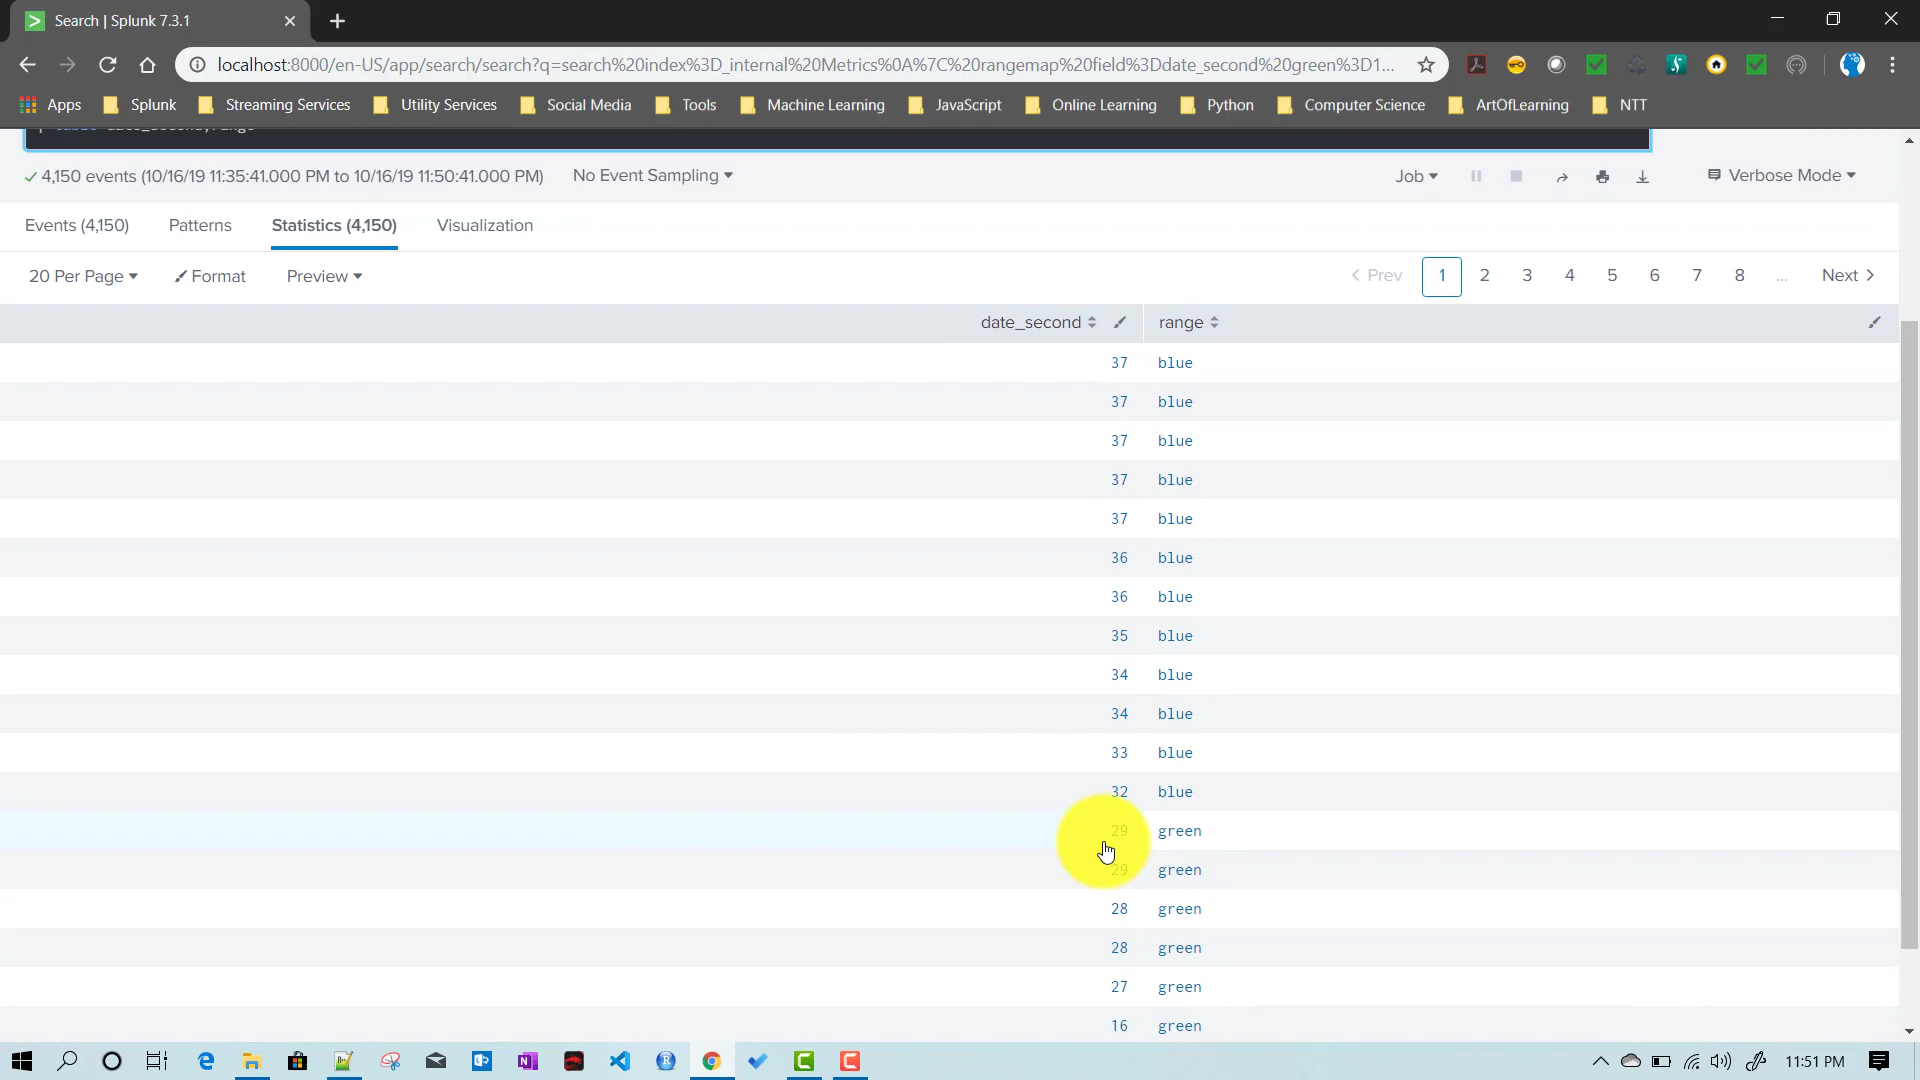 Search | Splunk 7.3.1
localhost:8000/en-US/app/search/search?q=search%20index%3D_internal%20Metrics%0A%7C%20rangemap%20field%3Ddate_second%20green%3D1...
Apps Splunk Streaming Services Utility Services Social Media Tools Machine Learning JavaScript Online Learning Python Computer Science ArtOfLearning NTT
4,150 events (10/16/19 11:35:41.000 PM to 10/16/19 11:50:41.000 PM) No Event Sampling Job Verbose Mode
Events (4,150) Patterns Statistics (4,150) Visualization
20 Per Page Format Preview < Prev 1 2 3 4 5 6 7 8 ... Next >
date_second range
37 blue
37 blue
37 blue
37 blue
37 blue
36 blue
36 blue
35 blue
34 blue
34 blue
33 blue
32 blue
29 green
29 green
28 green
28 green
27 green
16 green
11:51 PM